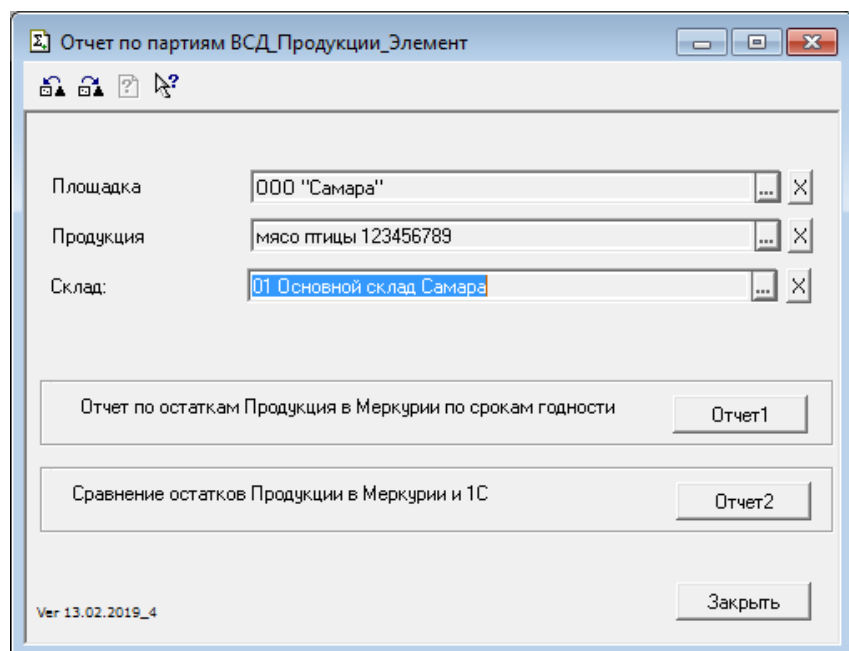 Отчет по партиям ВСД_Продукции_Элемент
Площадка ООО "Самара" ... X
Продукция мясо птицы 123456789 ... X
Склад: 01 Основной склад Самара ... X
Отчет по остаткам Продукция в Меркурии по срокам годности Отчет1
Сравнение остатков Продукции в Меркурии и 1С Отчет2
Ver 13.02.2019_4 Закрыть